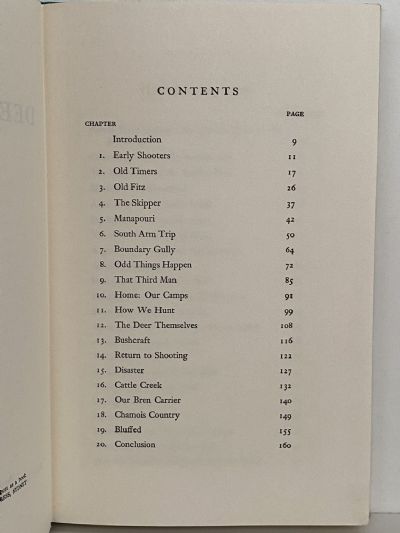 CONTENTS
CHAPTER PAGE
Introduction 9
1. Early Shooters 11
2. Old Timers 17
3. Old Fitz 26
4. The Skipper 37
5. Manapouri 42
6. South Arm Trip 50
7. Boundary Gully 64
8. Odd Things Happen 72
9. That Third Man 85
10. Home: Our Camps 91
11. How We Hunt 99
12. The Deer Themselves 108
13. Bushcraft 116
14. Return to Shooting 122
15. Disaster 127
16. Cattle Creek 132
17. Our Bren Carrier 140
18. Chamois Country 149
19. Bluffed 155
20. Conclusion 160
as a book